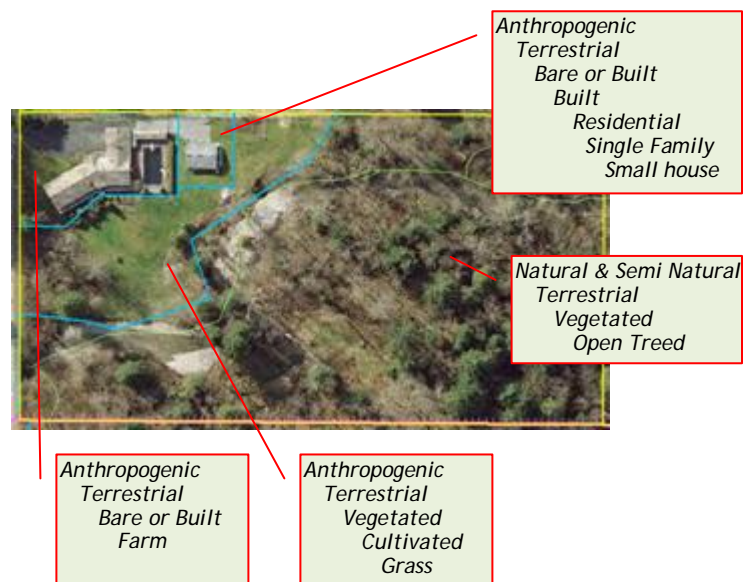 Anthropogenic
Terrestrial
Bare or Built
Built
Residential
Single Family
Small house
Natural & Semi Natural
Terrestrial
Vegetated
Open Treed
Anthropogenic
Terrestrial
Bare or Built
Farm
Anthropogenic
Terrestrial
Vegetated
Cultivated
Grass